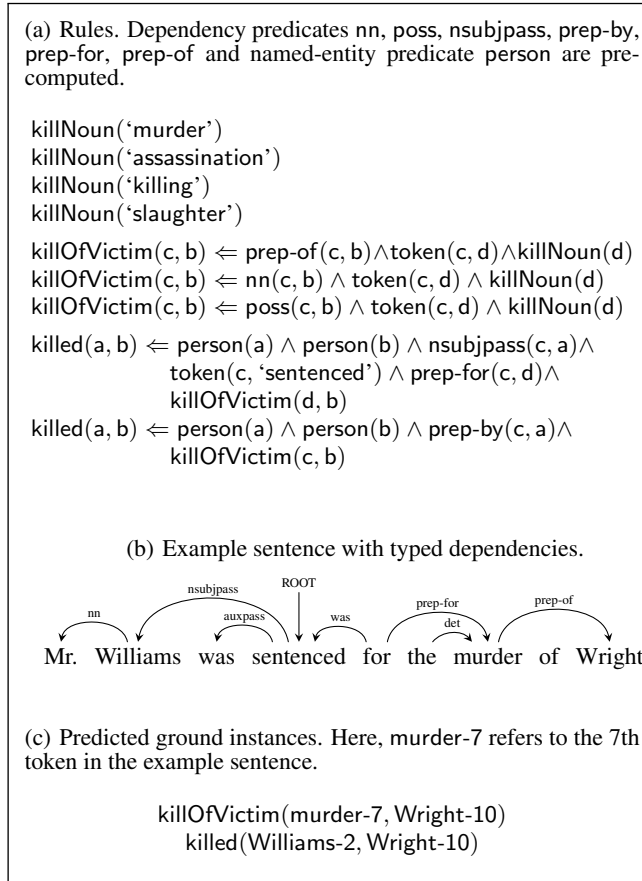 (a) Rules. Dependency predicates nn, poss, nsubjpass, prep-by,
prep-for, prep-of and named-entity predicate person are pre-
computed.
killNoun(‘murder’)
killNoun(‘assassination’)
killNoun(‘killing’)
killNoun(‘slaughter’)
killOfVictim(c, b) ⇐ prep-of(c, b)∧token(c, d)∧killNoun(d)
killOfVictim(c, b) ⇐ nn(c, b) ∧ token(c, d) ∧ killNoun(d)
killOfVictim(c, b) ⇐ poss(c, b) ∧ token(c, d) ∧ killNoun(d)
killed(a, b) ⇐ person(a) ∧ person(b) ∧ nsubjpass(c, a)∧
token(c, ‘sentenced’) ∧ prep-for(c, d)∧
killOfVictim(d, b)
killed(a, b) ⇐ person(a) ∧ person(b) ∧ prep-by(c, a)∧
killOfVictim(c, b)
(b) Example sentence with typed dependencies.
nn nsubjpass auxpass ROOT was prep-for det prep-of
Mr. Williams was sentenced for the murder of Wright
(c) Predicted ground instances. Here, murder-7 refers to the 7th
token in the example sentence.
killOfVictim(murder-7, Wright-10)
killed(Williams-2, Wright-10)